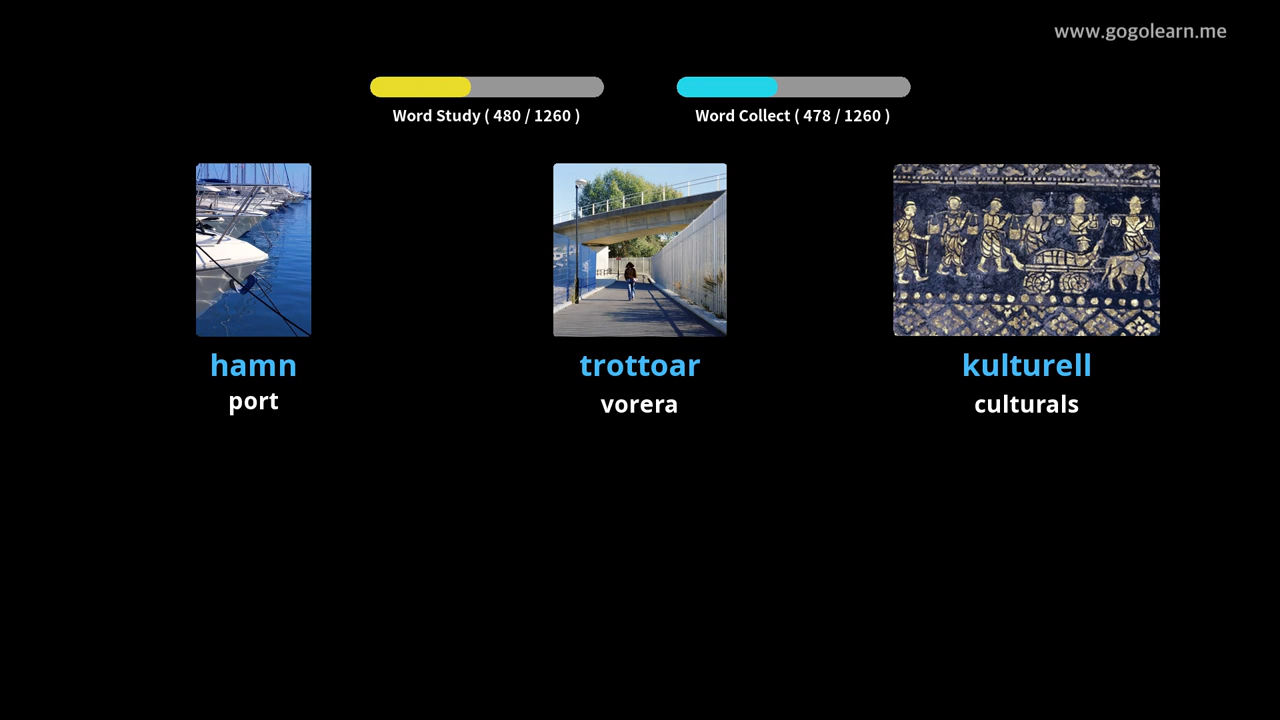 www.gogolearn.me
Word Study ( 480 / 1260 )
Word Collect ( 478 / 1260 )
hamn
port
trottoar
vorera
kulturell
culturals